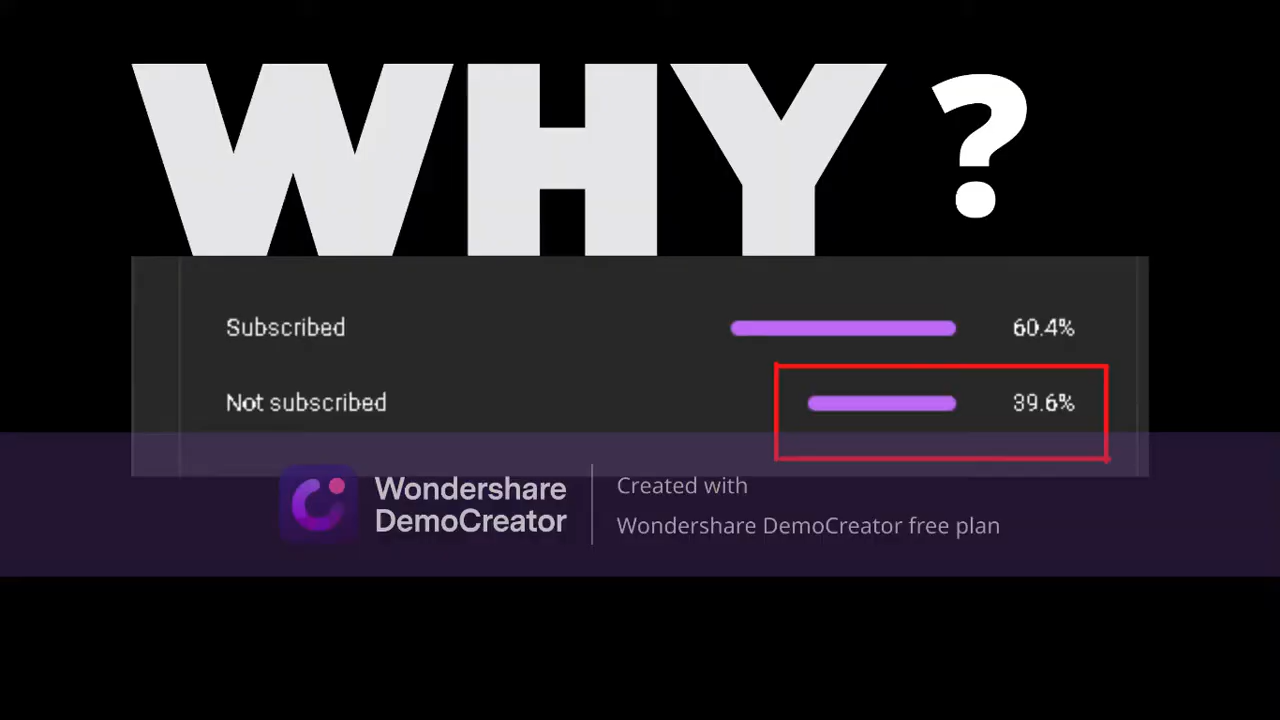 WHY?
Subscribed 60.4%
Not subscribed 39.6%
Wondershare
DemoCreator
Created with
Wondershare DemoCreator free plan